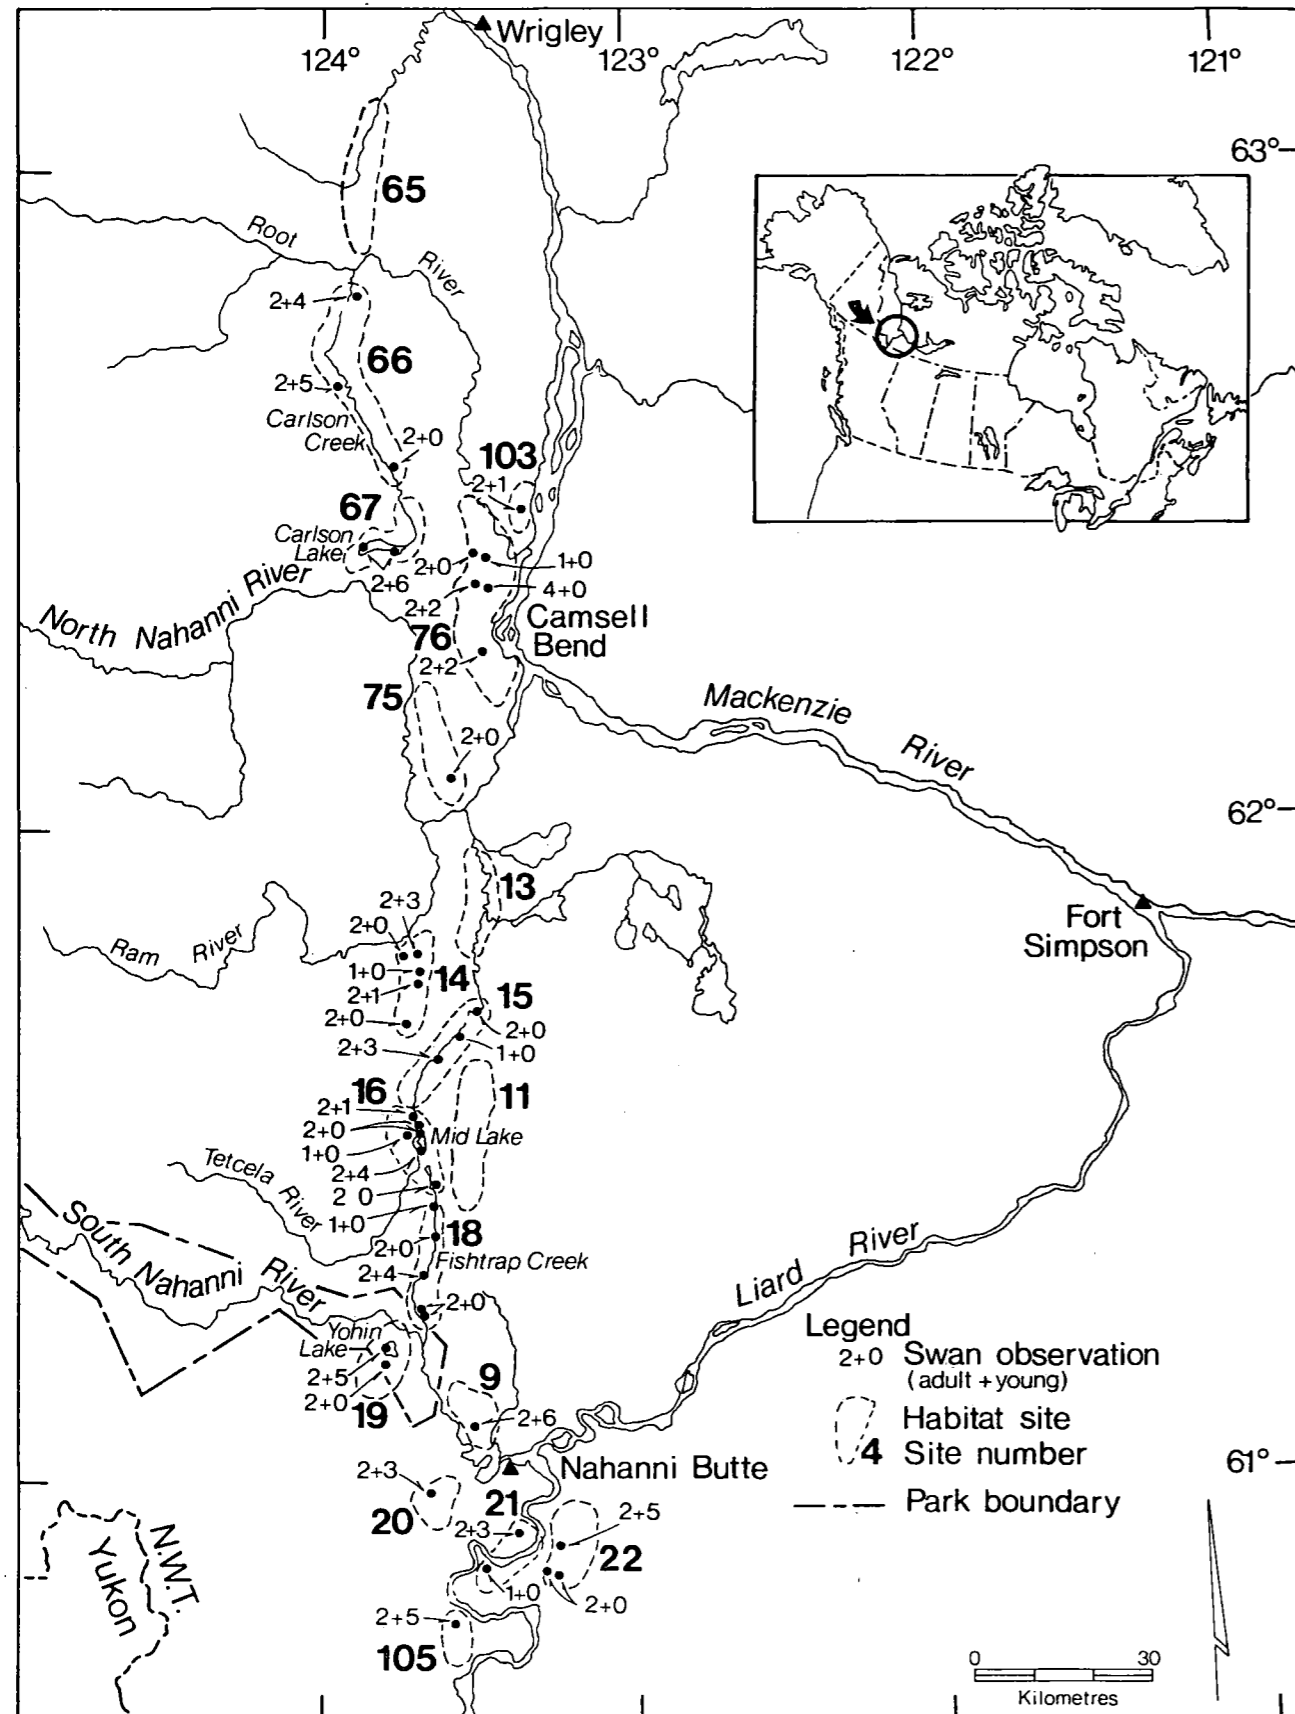 Wrigley
124°
123°
122°
121°
63°
65
Root
River
2+4
66
2+5
Carlson
Creek
2+0
103
2+1
67
Carlson
Lake
2+6
2+0
1+0
2+2
4+0
North Nahanni River
Camsell
Bend
76
2+2
75
Mackenzie
River
2+0
62°
13
2+3
2+0
Fort
Simpson
Ram River
1+0
14
2+1
15
2+0
2+0
1+0
2+3
16
11
2+1
2+0
Mid Lake
1+0
2+4
Tetcela River
2 0
1+0
18
South Nahanni River
2+0
Fishtrap Creek
Liard River
2+4
2+0
Yohin
Lake
2+5
2+0
19
9
2+6
Legend
2+0 Swan observation
(adult + young)
Habitat site
4 Site number
Park boundary
61°
Nahanni Butte
2+3
20
21
2+3
2+5
22
1+0
2+0
N.W.T.
Yukon
2+5
105
0 30
Kilometres